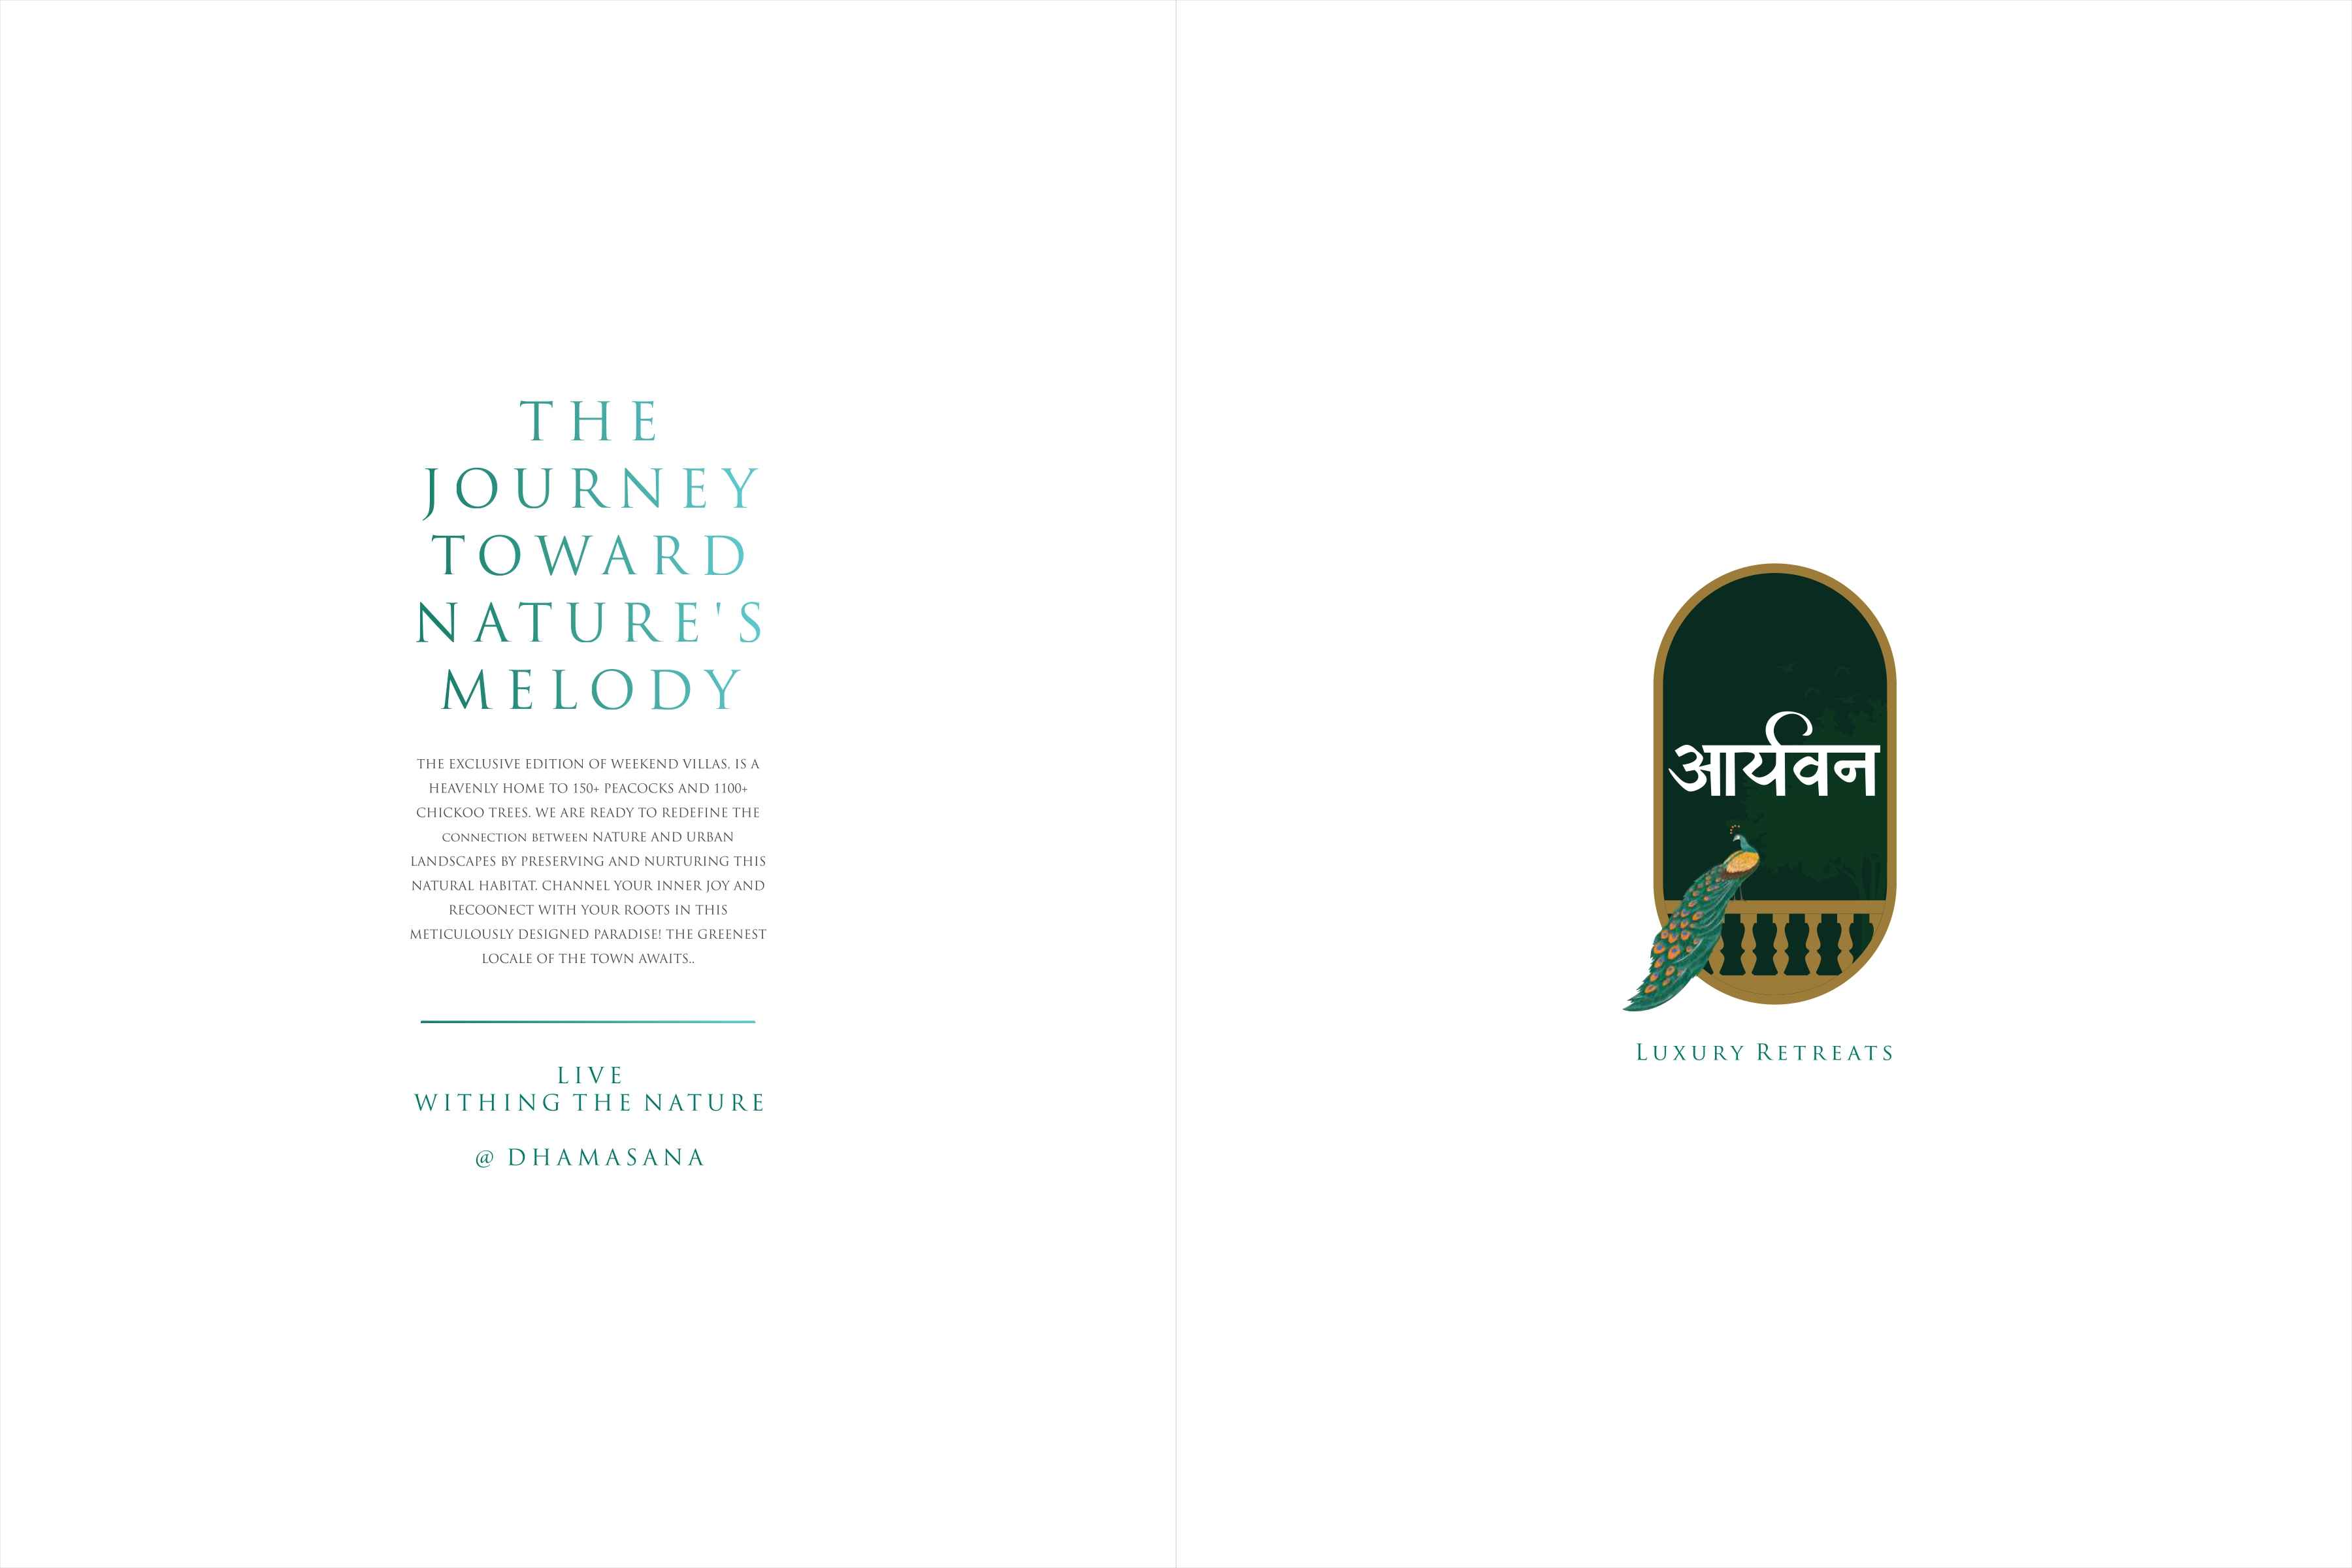 THE
JOURNEY
TOWARD
NATURE'S
MELODY
THE EXCLUSIVE EDITION OF WEEKEND VILLAS, IS A
HEAVENLY HOME TO 150+ PEACOCKS AND 1100+
CHICKOO TREES. WE ARE READY TO REDEFINE THE
CONNECTION BETWEEN NATURE AND URBAN
LANDSCAPES BY PRESERVING AND NURTURING THIS
NATURAL HABITAT. CHANNEL YOUR INNER JOY AND
RECOONECT WITH YOUR ROOTS IN THIS
METICULOUSLY DESIGNED PARADISE! THE GREENEST
LOCALE OF THE TOWN AWAITS..
LIVE
WITHING THE NATURE
@ DHAMASANA
आर्यवन
LUXURY RETREATS